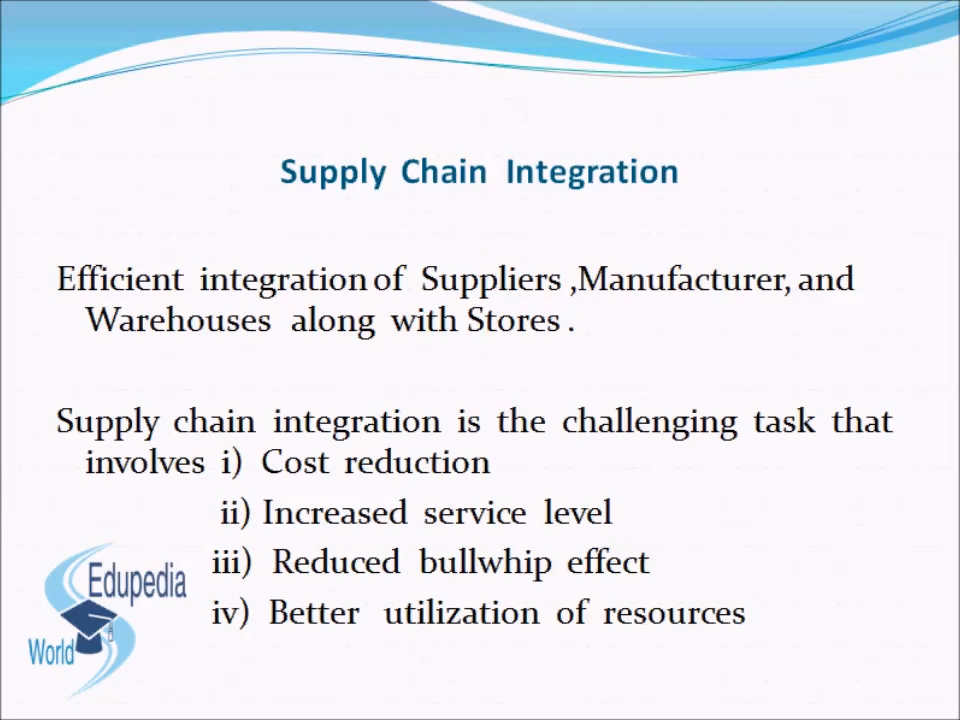 Supply Chain Integration
Efficient integration of Suppliers ,Manufacturer, and
Warehouses along with Stores .
Supply chain integration is the challenging task that
involves i) Cost reduction
ii) Increased service level
iii) Reduced bullwhip effect
iv) Better utilization of resources
Edupedia
World